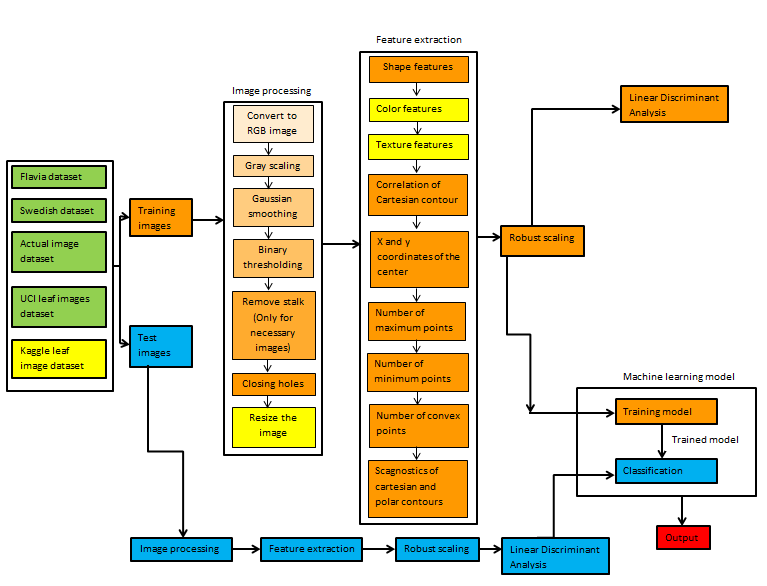 Flavia dataset
Swedish dataset
Actual image
dataset
UCI leaf images
dataset
Kaggle leaf
image dataset
Training
images
Test
images
Image processing
Convert to
RGB image
Gray scaling
Gaussian
smoothing
Binary
thresholding
Remove stalk
(Only for
necessary
images)
Closing holes
Resize the
image
Feature extraction
Shape features
Color features
Texture features
Correlation of
Cartesian contour
X and y
coordinates of the
center
Number of
maximum points
Number of
minimum points
Number of convex
points
Scagnostics of
cartesian and
polar contours
Robust scaling
Linear Discriminant
Analysis
Machine learning model
Training model
Trained model
Classification
Output
Image processing
Feature extraction
Robust scaling
Linear Discriminant
Analysis